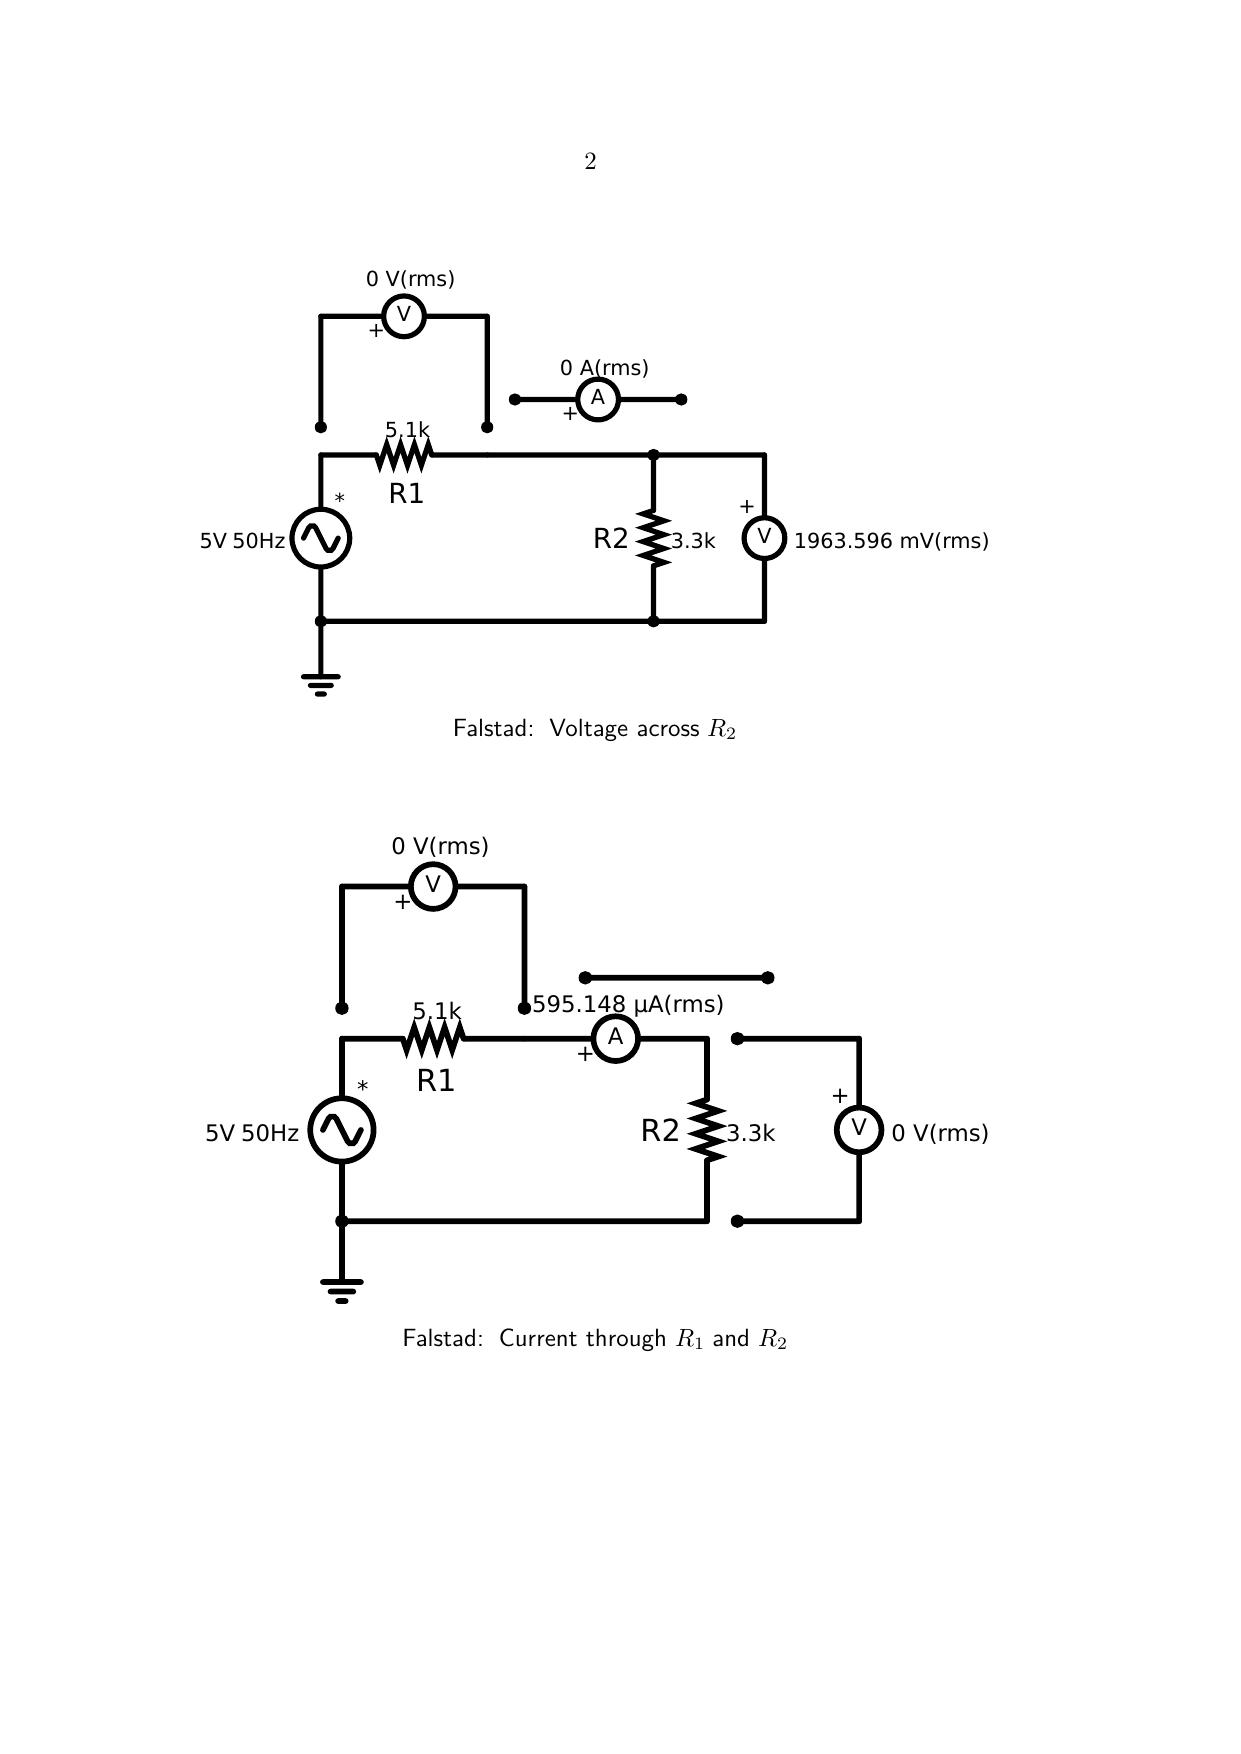 2
0 V(rms)
V
+
0 A(rms)
A
+
5.1k
R1
*
5V 50Hz
R2
3.3k
+
V
1963.596 mV(rms)
Falstad: Voltage across R₂
0 V(rms)
V
+
595.148 µA(rms)
A
+
5.1k
R1
*
5V 50Hz
R2
3.3k
+
V
0 V(rms)
Falstad: Current through R₁ and R₂